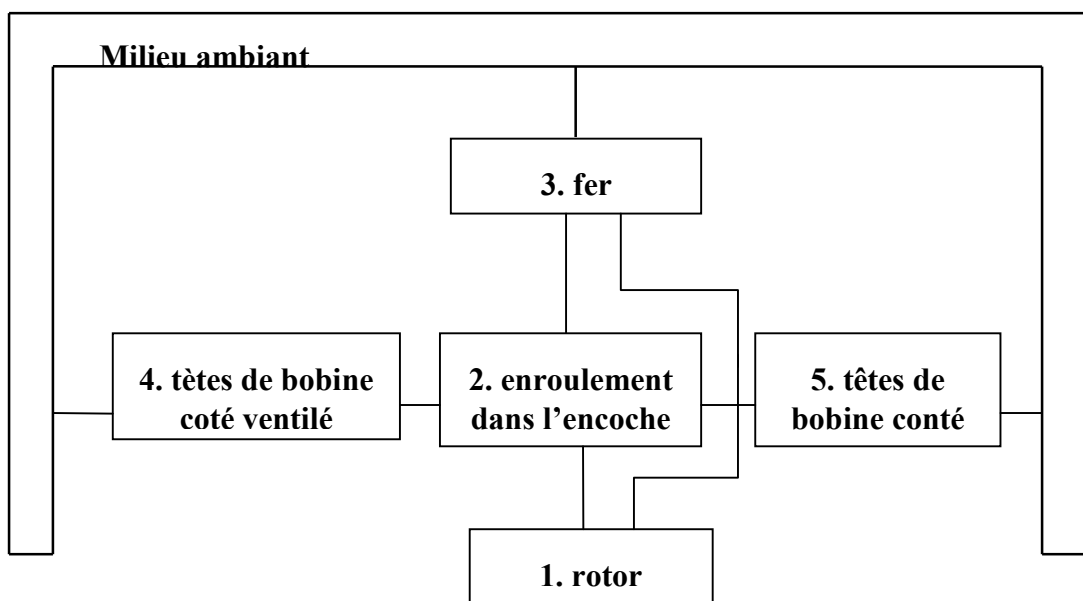 Milieu ambiant
3. fer
4. tètes de bobine
coté ventilé
2. enroulement
dans l’encoche
5. têtes de
bobine conté
1. rotor